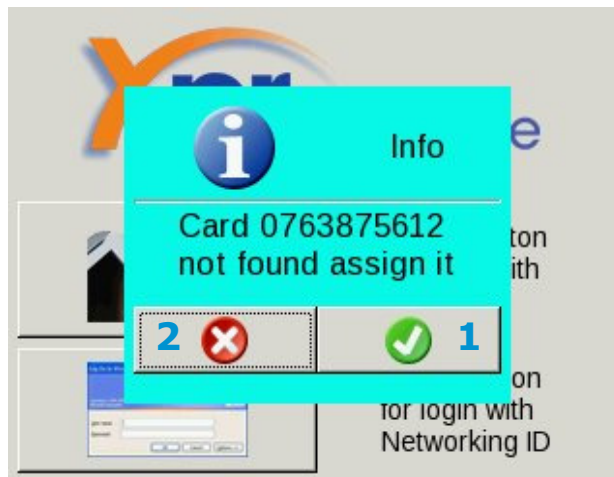 Info
Card 0763875612
not found assign it
2
1
ton
ith
on
for login with
Networking ID